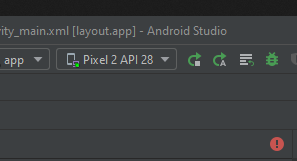 ity_main.xml [layout.app] - Android Studio
app Pixel 2 API 28